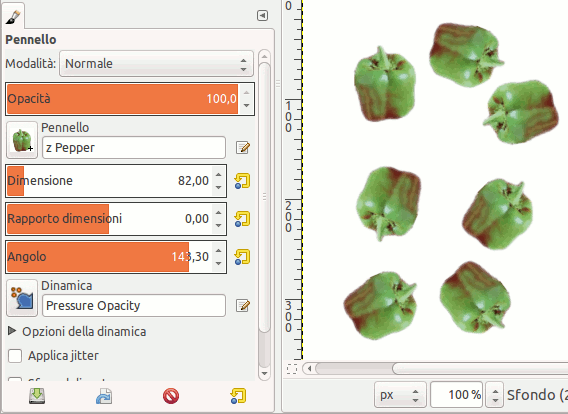 Pennello
Modalità: Normale
Opacità 100,0
Pennello
z Pepper
Dimensione 82,00
Rapporto dimensioni 0,00
Angolo 143,30
Dinamica
Pressure Opacity
Opzioni della dinamica
Applica jitter
0
100
200
300
px 100 % Sfondo (2